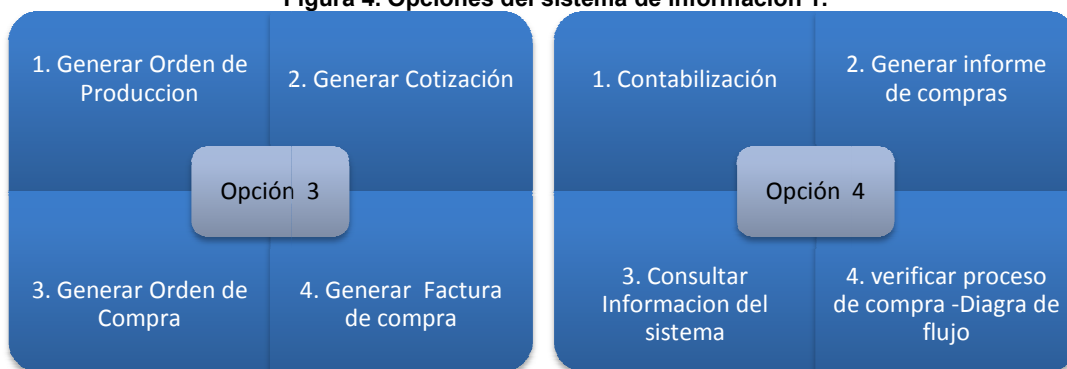 Figura 4. Opciones del sistema de información 1.
1. Generar Orden de
Produccion
2. Generar Cotización
Opción 3
3. Generar Orden de
Compra
4. Generar Factura
de compra
1. Contabilización
2. Generar informe
de compras
Opción 4
3. Consultar
Informacion del
sistema
4. verificar proceso
de compra -Diagra de
flujo